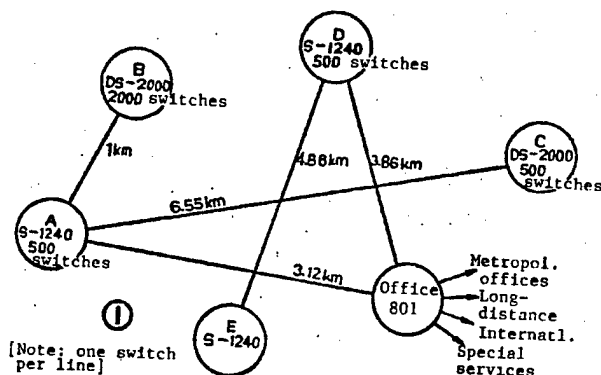 D
S-1240
500 switches
B
DS-2000
2000 switches
C
DS-2000
500
switches
1km
4.88km
3.86km
6.55km
A
S-1240
500
switches
3.12km
Office
801
Metropol.
offices
Long-
distance
Internatl.
Special
services
E
S-1240
1
[Note: one switch
per line]